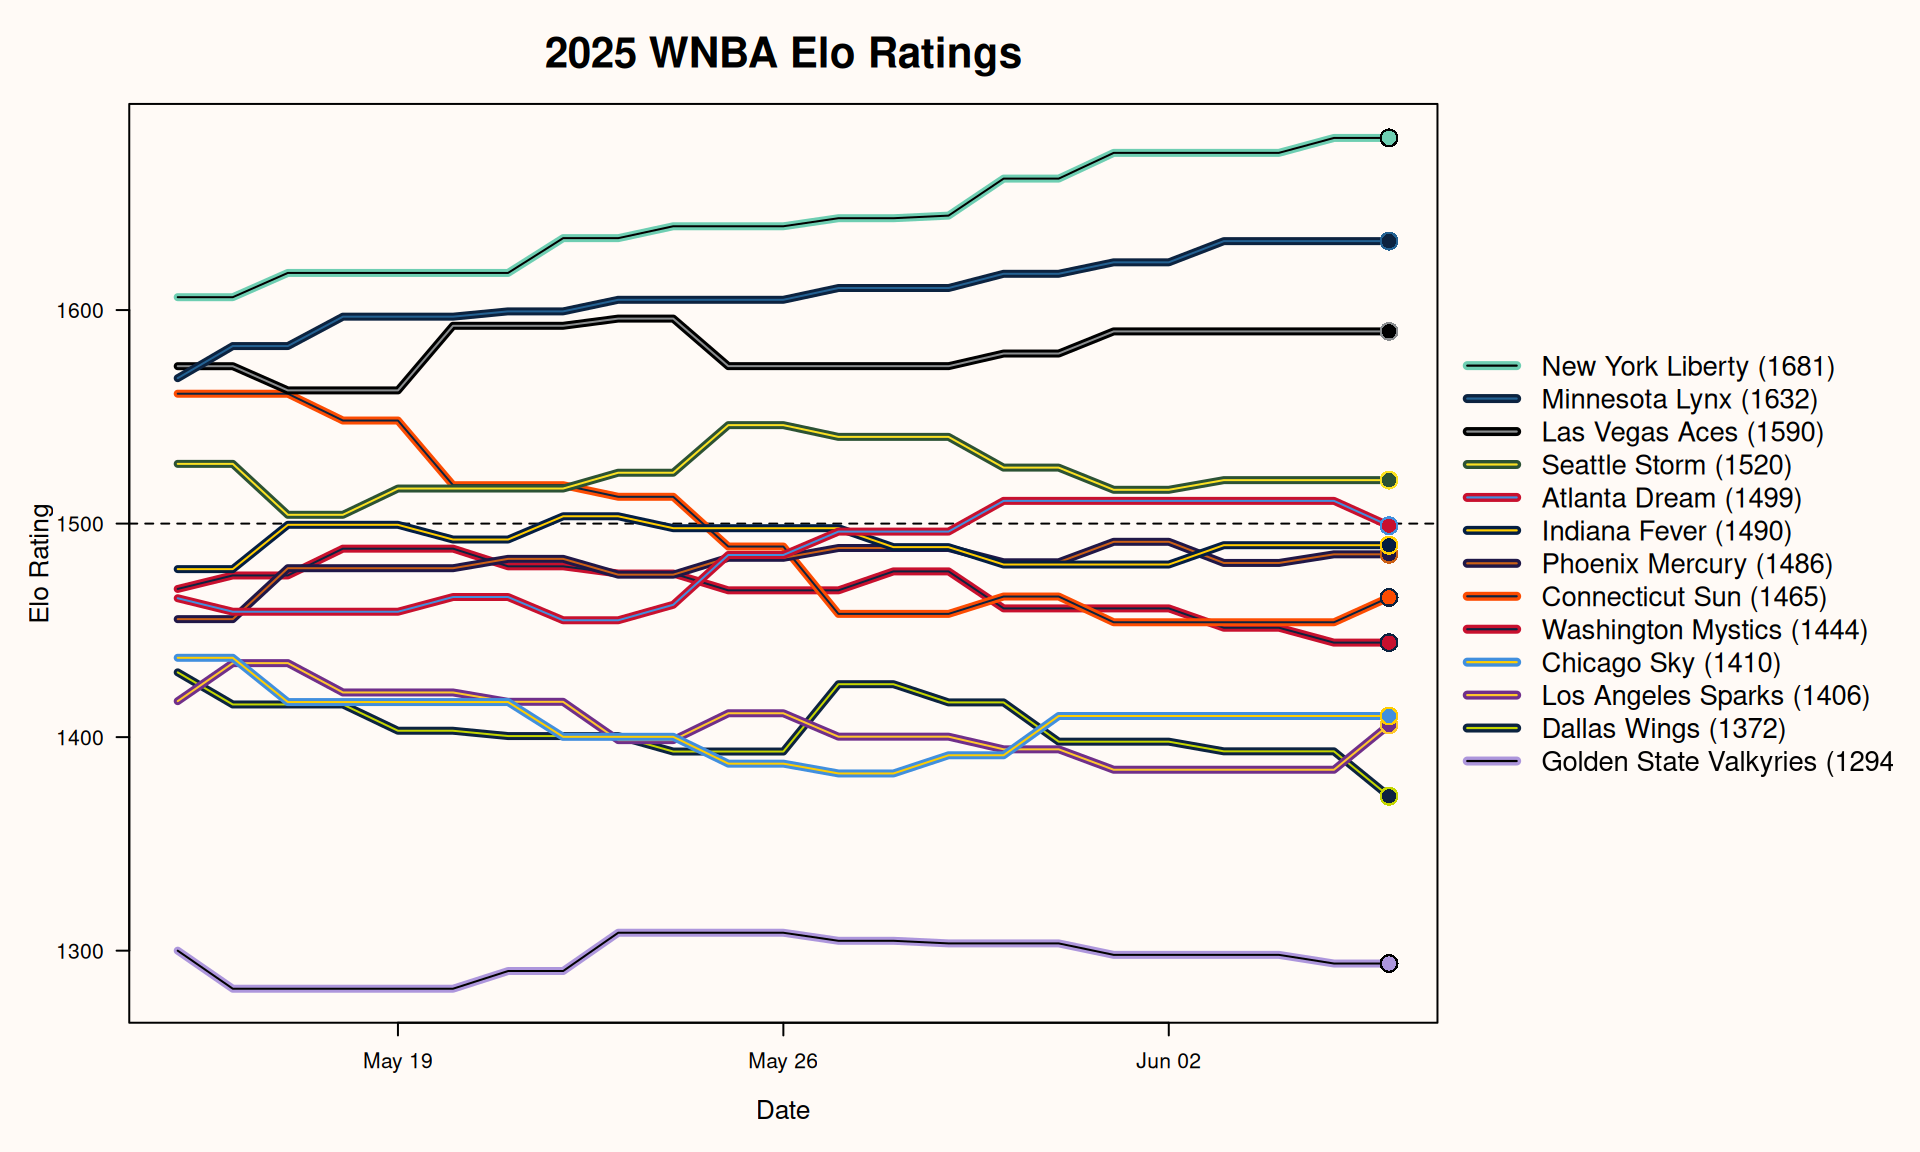 2025 WNBA Elo Ratings
Elo Rating
1600
1500
1400
1300
May 19
May 26
Jun 02
Date
New York Liberty (1681)
Minnesota Lynx (1632)
Las Vegas Aces (1590)
Seattle Storm (1520)
Atlanta Dream (1499)
Indiana Fever (1490)
Phoenix Mercury (1486)
Connecticut Sun (1465)
Washington Mystics (1444)
Chicago Sky (1410)
Los Angeles Sparks (1406)
Dallas Wings (1372)
Golden State Valkyries (1294